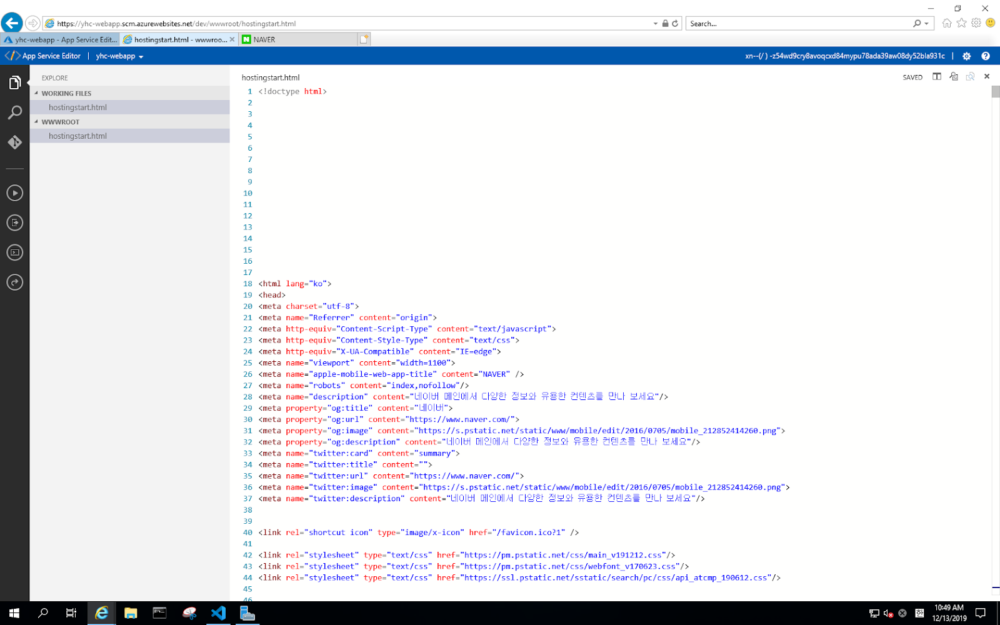 https://yhc-webapp.scm.azurewebsites.net/dev/wwwroot/hostingstart.html
Search...
yhc-webapp - App Service Edit...
hostingstart.html - wwwroo...
NAVER
App Service Editor
yhc-webapp
xn--(/ ) -z54wd9cry8avoqcxd84mypu78ada39aw08dy52bla931c
EXPLORE
WORKING FILES
hostingstart.html
WWWROOT
hostingstart.html
hostingstart.html
SAVED
1 <!doctype html>
2
3
4
5
6
7
8
9
10
11
12
13
14
15
16
17
18 <html lang="ko">
19 <head>
20 <meta charset="utf-8">
21 <meta name="Referrer" content="origin">
22 <meta http-equiv="Content-Script-Type" content="text/javascript">
23 <meta http-equiv="Content-Style-Type" content="text/css">
24 <meta http-equiv="X-UA-Compatible" content="IE=edge">
25 <meta name="viewport" content="width=1100">
26 <meta name="apple-mobile-web-app-title" content="NAVER" />
27 <meta name="robots" content="index,nofollow"/>
28 <meta name="description" content="네이버 메인에서 다양한 정보와 유용한 컨텐츠를 만나 보세요"/>
29 <meta property="og:title" content="네이버">
30 <meta property="og:url" content="https://www.naver.com/">
31 <meta property="og:image" content="https://s.pstatic.net/static/www/mobile/edit/2016/0705/mobile_212852414260.png">
32 <meta property="og:description" content="네이버 메인에서 다양한 정보와 유용한 컨텐츠를 만나 보세요"/>
33 <meta name="twitter:card" content="summary">
34 <meta name="twitter:title" content="">
35 <meta name="twitter:url" content="https://www.naver.com/">
36 <meta name="twitter:image" content="https://s.pstatic.net/static/www/mobile/edit/2016/0705/mobile_212852414260.png">
37 <meta name="twitter:description" content="네이버 메인에서 다양한 정보와 유용한 컨텐츠를 만나 보세요"/>
38
39
40 <link rel="shortcut icon" type="image/x-icon" href="/favicon.ico?1" />
41
42 <link rel="stylesheet" type="text/css" href="https://pm.pstatic.net/css/main_v191212.css"/>
43 <link rel="stylesheet" type="text/css" href="https://pm.pstatic.net/css/webfont_v170623.css"/>
44 <link rel="stylesheet" type="text/css" href="https://ssl.pstatic.net/sstatic/search/pc/css/api_atcmp_190612.css"/>
45
46
10:49 AM
12/13/2019